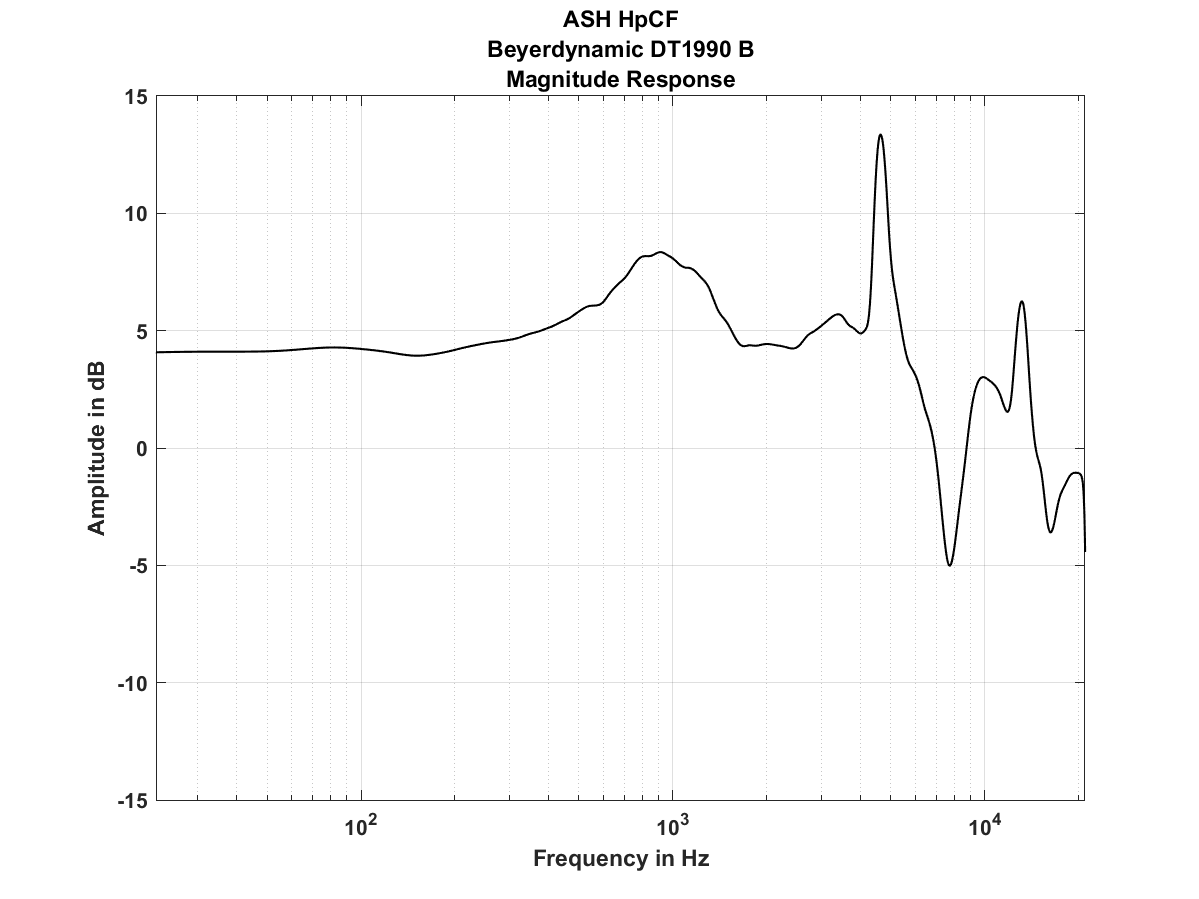 ASH HpCF
Beyerdynamic DT1990 B
Magnitude Response
15
10
5
0
-5
-10
-15
Amplitude in dB
10²
10³
10⁴
Frequency in Hz